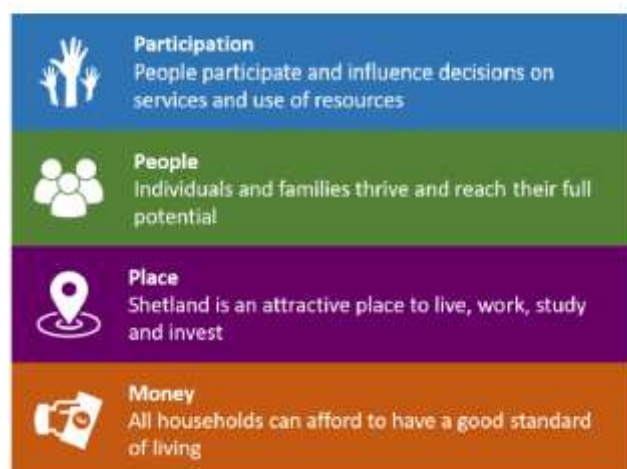 Participation
People participate and influence decisions on
services and use of resources
People
Individuals and families thrive and reach their full
potential
Place
Shetland is an attractive place to live, work, study
and invest
Money
All households can afford to have a good standard
of living